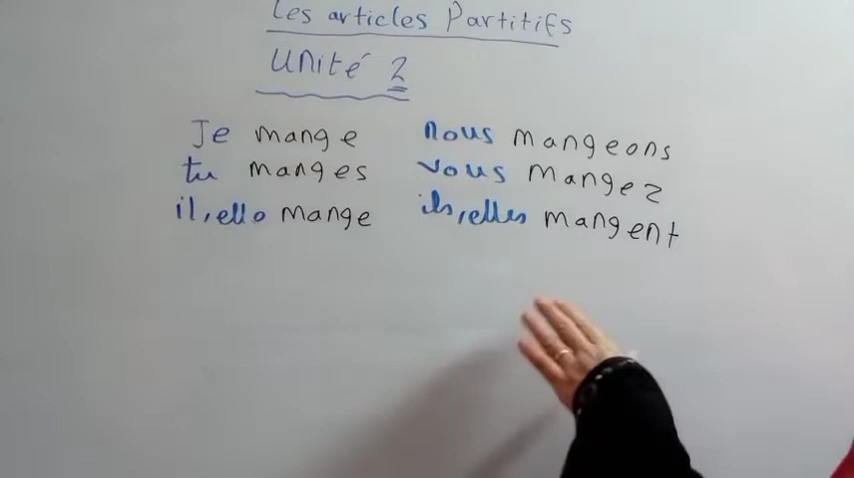 Les articles Partitifs
Unité 2
Je mange nous mangeons
tu manges vous mangez
il, elle mange ils, elles mangent